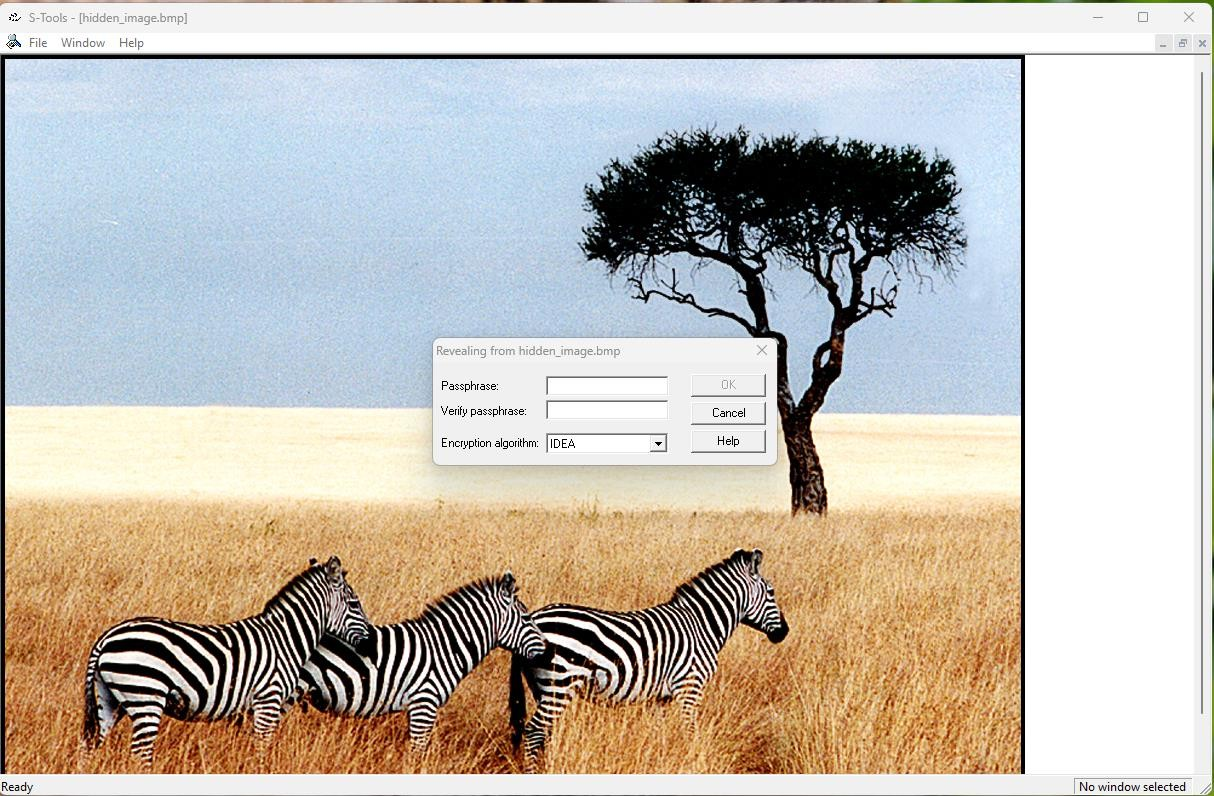 S-Tools - [hidden_image.bmp]
File Window Help
Revealing from hidden_image.bmp
Passphrase:
OK
Verify passphrase:
Cancel
Encryption algorithm: IDEA
Help
Ready
No window selected